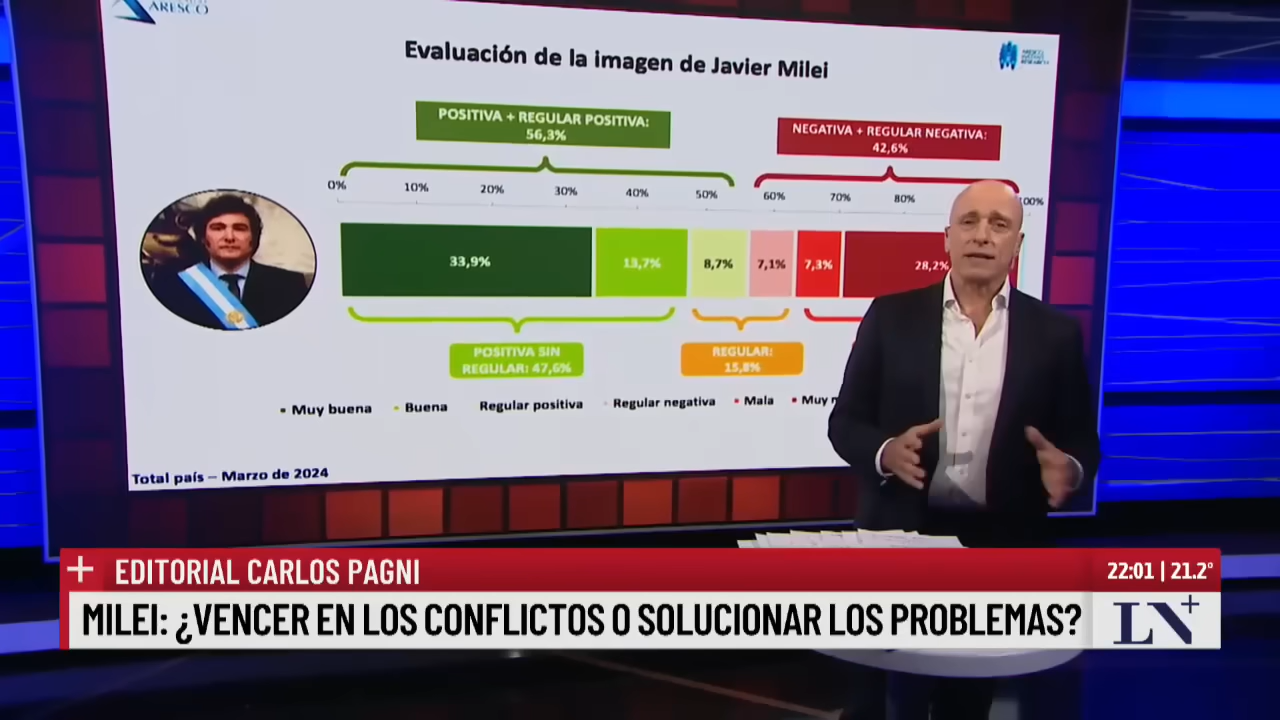 ARESCO
Evaluación de la imagen de Javier Milei
POSITIVA + REGULAR POSITIVA:
56,3%
NEGATIVA + REGULAR NEGATIVA:
42,6%
0% 10% 20% 30% 40% 50% 60% 70% 80% 00%
33,9% 13,7% 8,7% 7,1% 7,3% 28,2%
POSITIVA SIN
REGULAR: 47,6%
REGULAR:
15,8%
Muy buena Buena Regular positiva Regular negativa Mala Muy
Total país – Marzo de 2024
EDITORIAL CARLOS PAGNI
22:01 | 21.2°
MILEI: ¿VENCER EN LOS CONFLICTOS O SOLUCIONAR LOS PROBLEMAS?
LN+